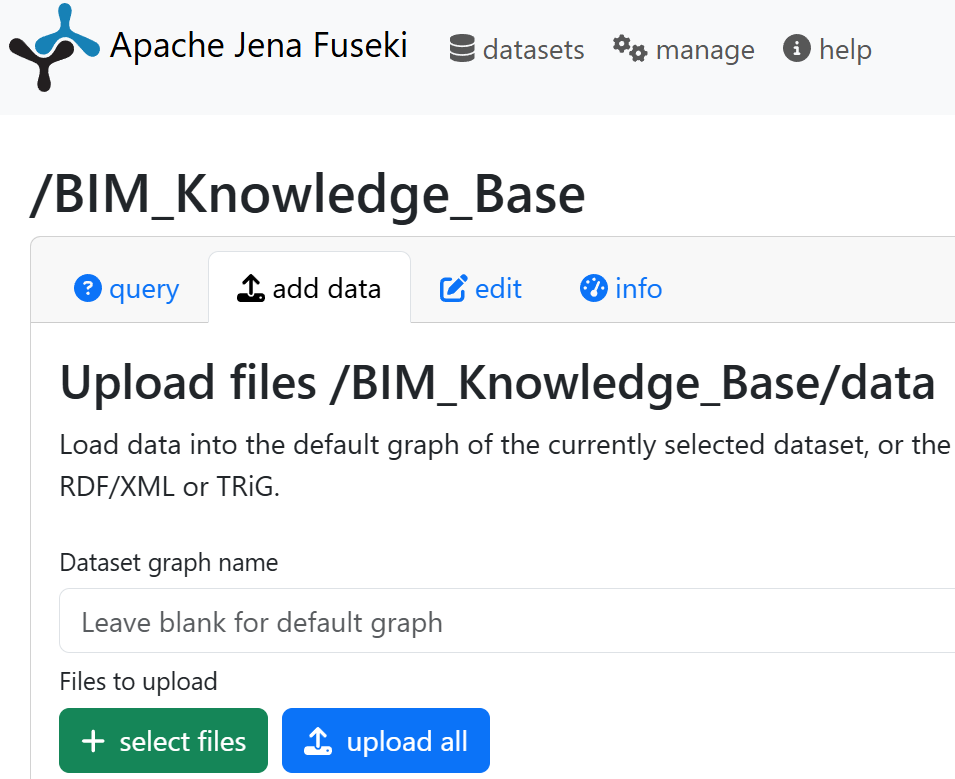 Apache Jena Fuseki datasets manage help
/BIM_Knowledge_Base
query add data edit info
Upload files /BIM_Knowledge_Base/data
Load data into the default graph of the currently selected dataset, or the
RDF/XML or TRiG.
Dataset graph name
Leave blank for default graph
Files to upload
select files upload all